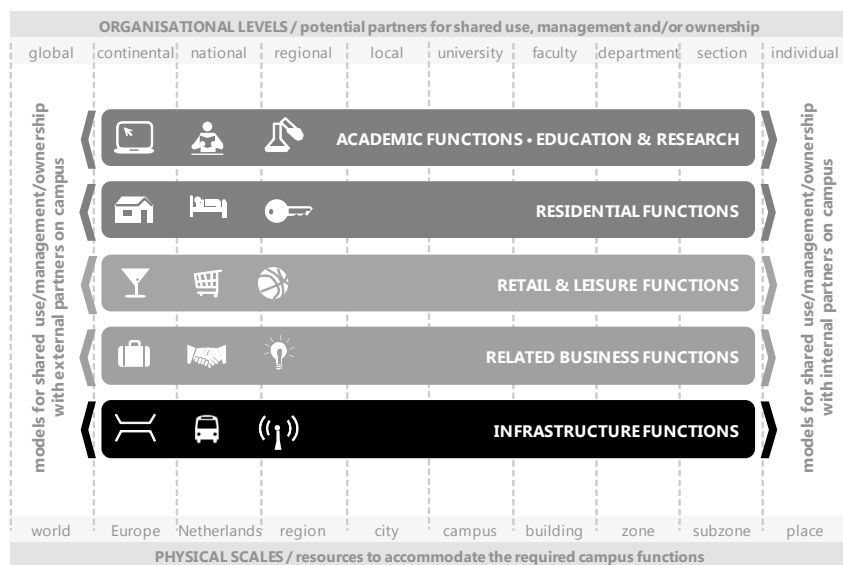 ORGANISATIONAL LEVELS / potential partners for shared use, management and/or ownership
global continental national regional local university faculty department section individual
models for shared use/management/ownership
with external partners on campus
ACADEMIC FUNCTIONS • EDUCATION & RESEARCH
RESIDENTIAL FUNCTIONS
RETAIL & LEISURE FUNCTIONS
RELATED BUSINESS FUNCTIONS
INFRASTRUCTURE FUNCTIONS
models for shared use/management/ownership
with internal partners on campus
world Europe Netherlands region city campus building zone subzone place
PHYSICAL SCALES / resources to accommodate the required campus functions